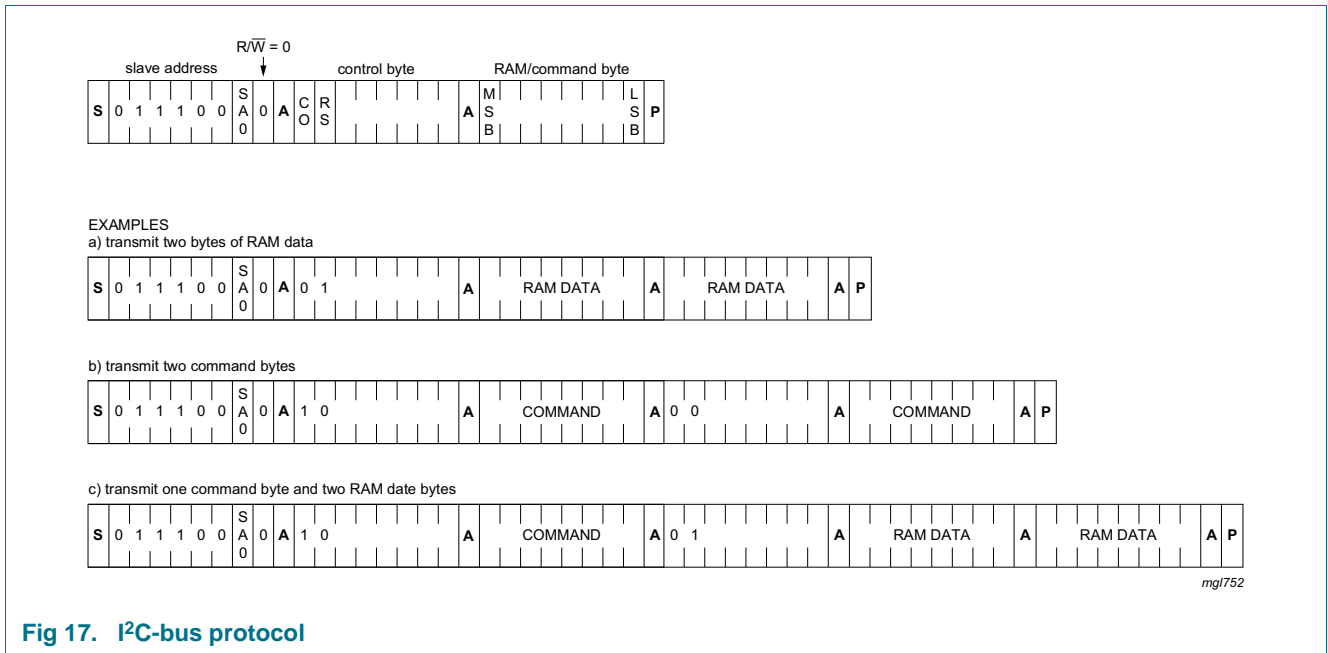 R/W̅ = 0
slave address control byte RAM/command byte
S 0 1 1 1 0 0 SA0 0 A CO RS A MSB LSB P
EXAMPLES
a) transmit two bytes of RAM data
S 0 1 1 1 0 0 SA0 0 A 0 1 A RAM DATA A RAM DATA A P
b) transmit two command bytes
S 0 1 1 1 0 0 SA0 0 A 1 0 A COMMAND A 0 0 A COMMAND A P
c) transmit one command byte and two RAM date bytes
S 0 1 1 1 0 0 SA0 0 A 1 0 A COMMAND A 0 1 A RAM DATA A RAM DATA A P
mgl752
Fig 17. I²C-bus protocol